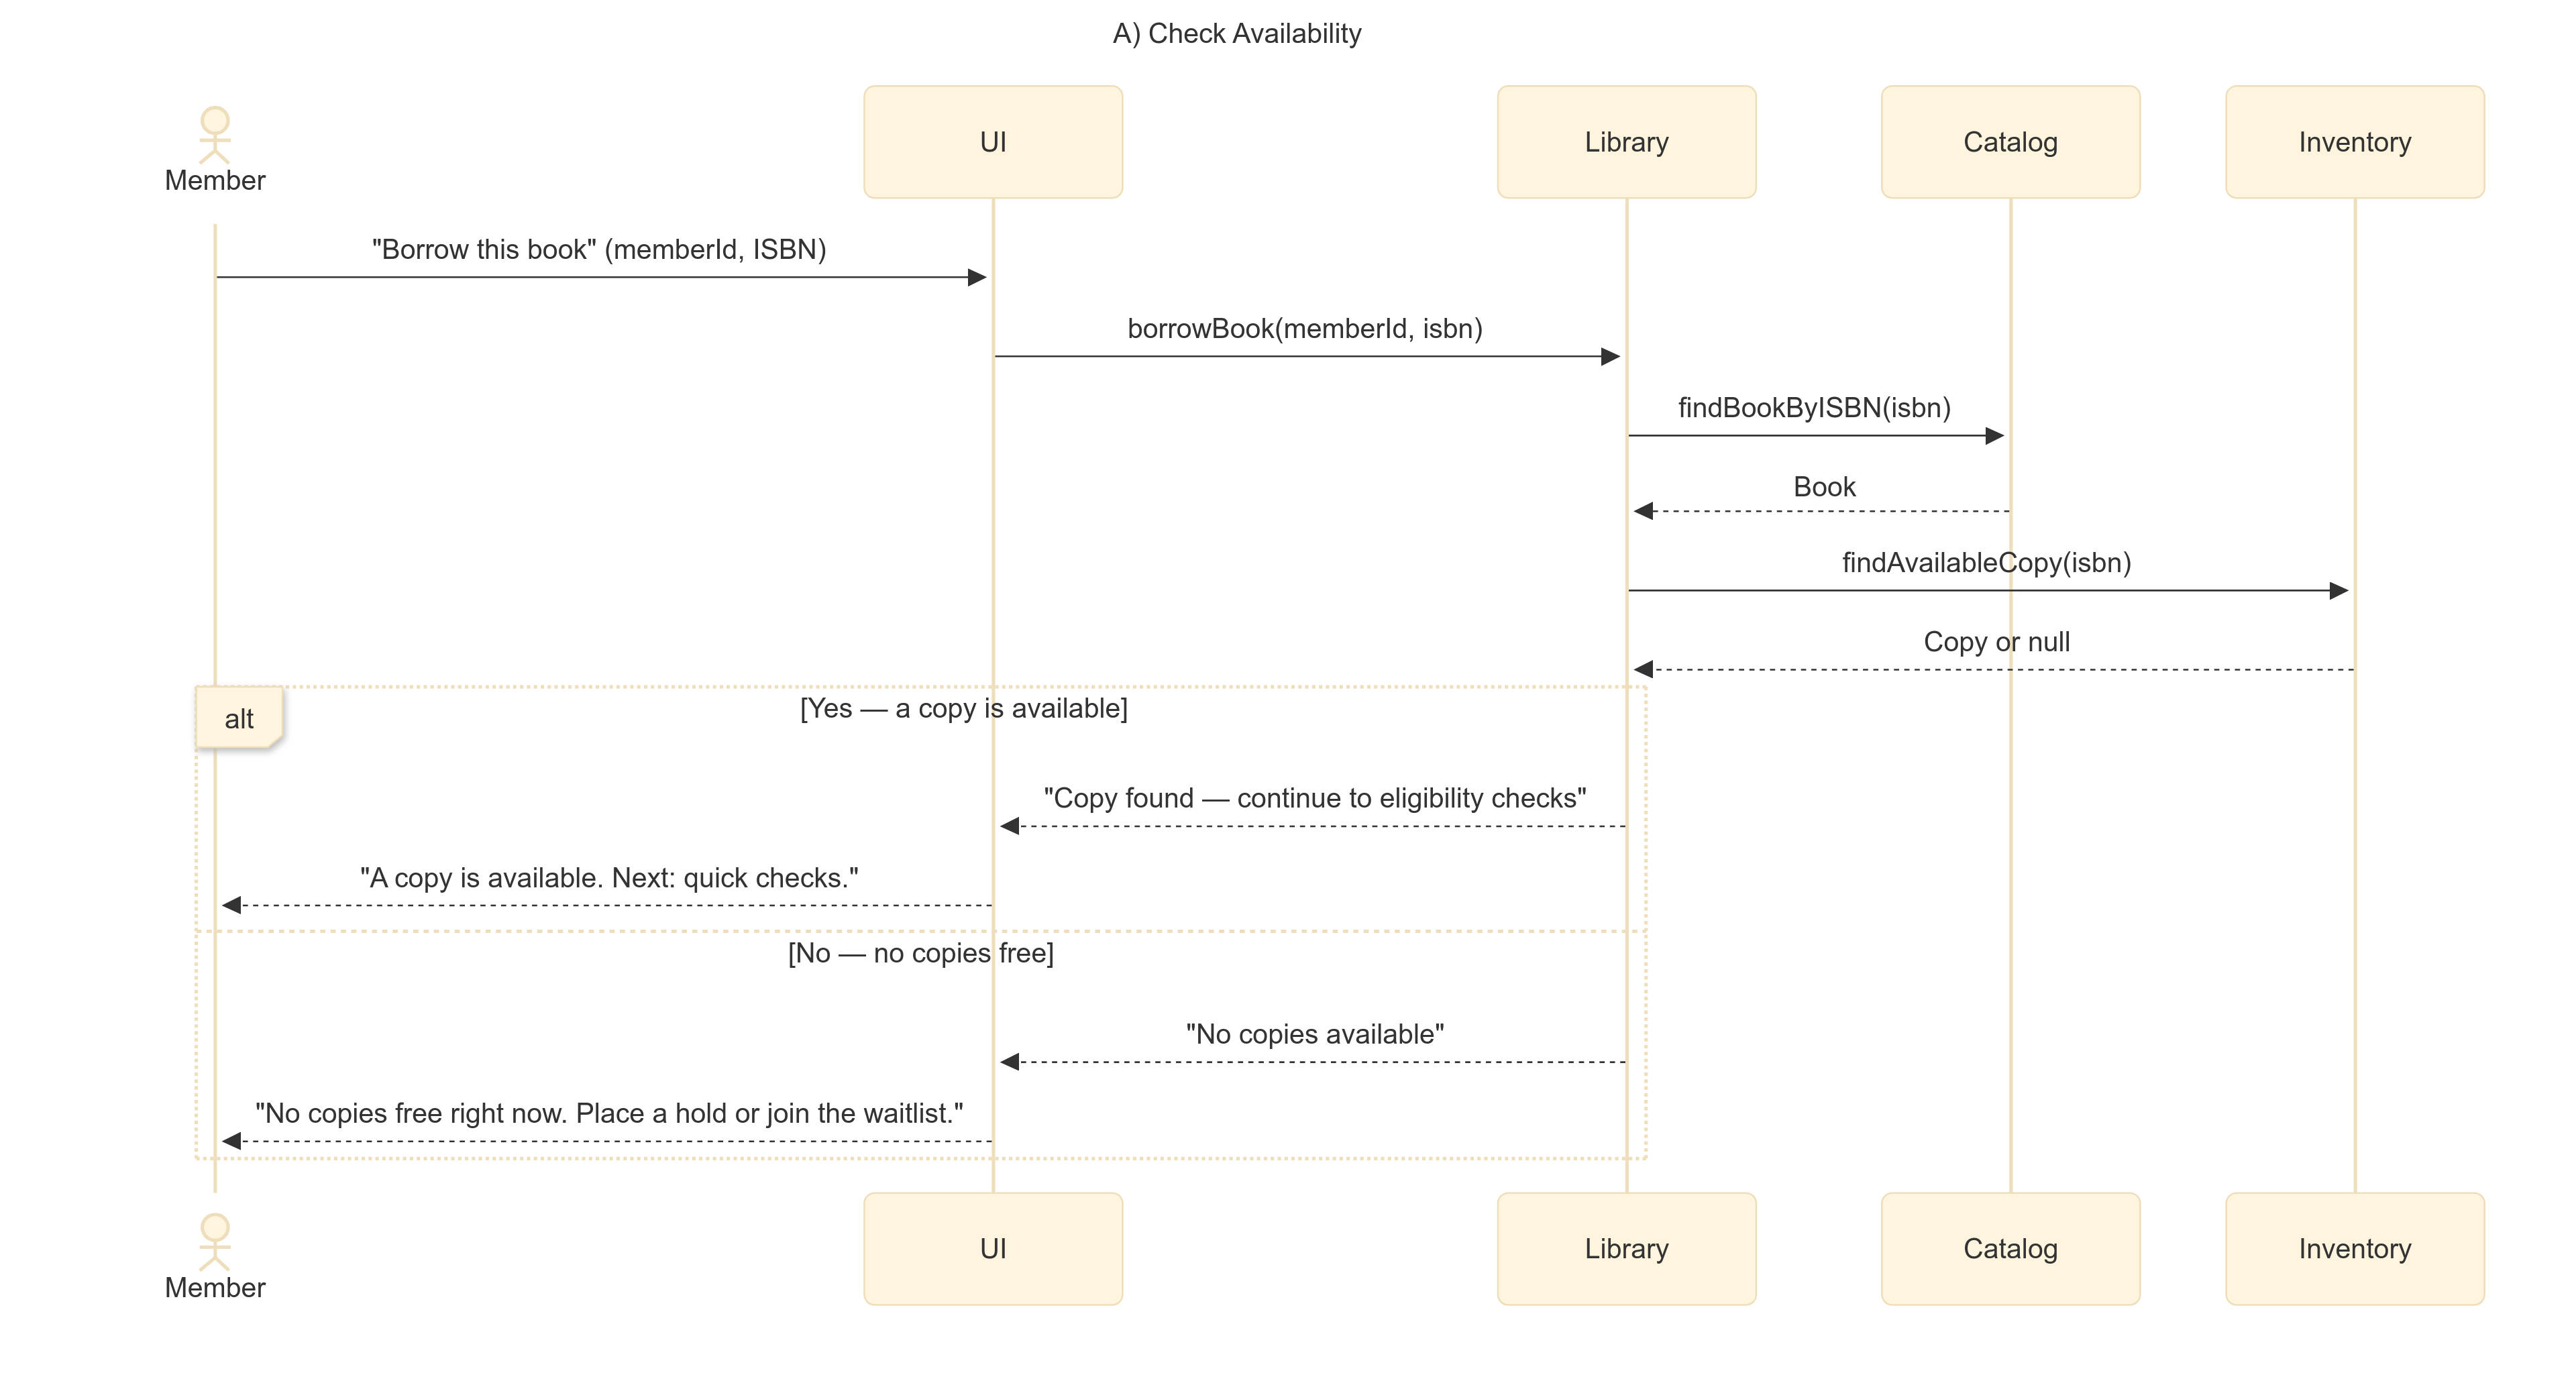 A) Check Availability
Member
UI
Library
Catalog
Inventory
"Borrow this book" (memberId, ISBN)
borrowBook(memberId, isbn)
findBookByISBN(isbn)
Book
findAvailableCopy(isbn)
Copy or null
alt
[Yes — a copy is available]
"Copy found — continue to eligibility checks"
"A copy is available. Next: quick checks."
[No — no copies free]
"No copies available"
"No copies free right now. Place a hold or join the waitlist."
Member
UI
Library
Catalog
Inventory